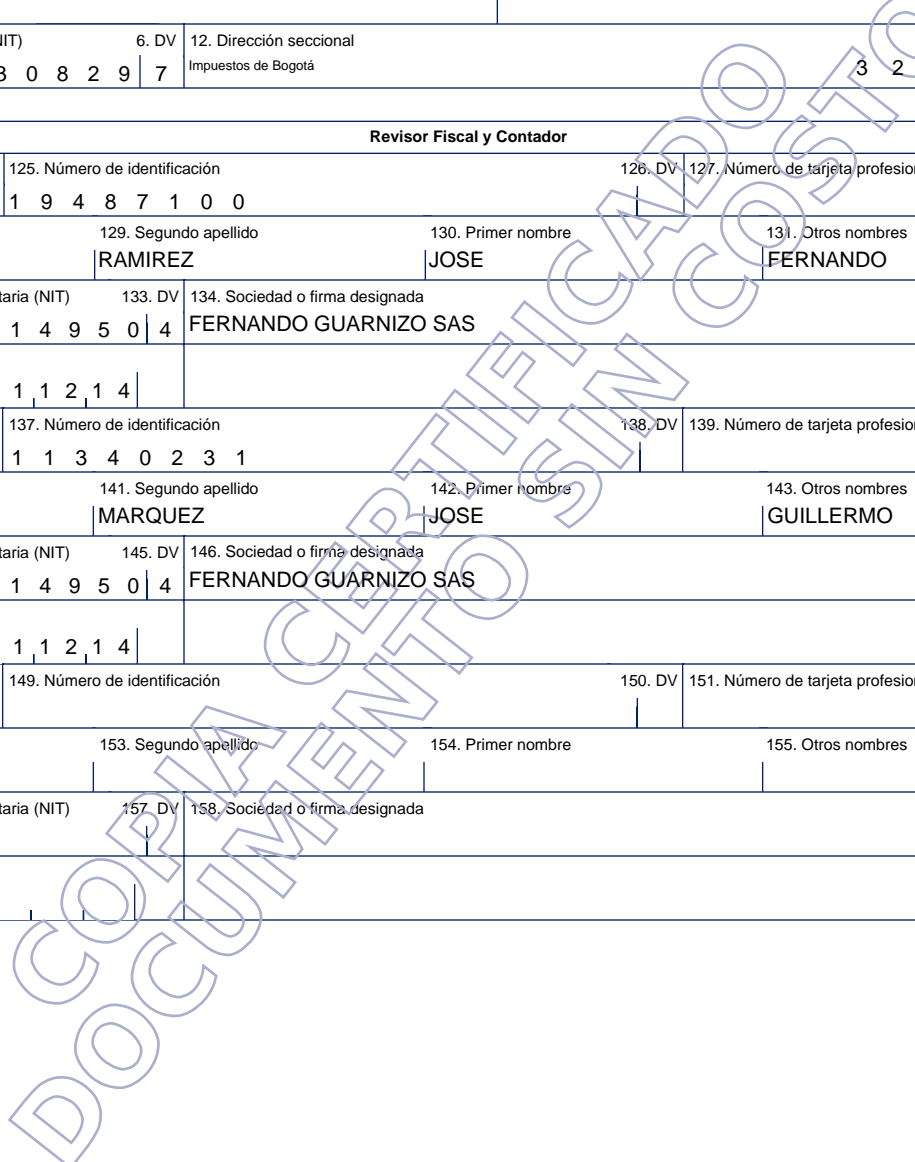 NIT) 6. DV 12. Dirección seccional
3 0 8 2 9 7 Impuestos de Bogotá 3 2
Revisor Fiscal y Contador
125. Número de identificación 126. DV 127. Número de tarjeta profesion
1 9 4 8 7 1 0 0
129. Segundo apellido 130. Primer nombre 131. Otros nombres
RAMIREZ JOSE FERNANDO
taria (NIT) 133. DV 134. Sociedad o firma designada
1 4 9 5 0 4 FERNANDO GUARNIZO SAS
1 1 2 1 4
137. Número de identificación 138. DV 139. Número de tarjeta profesion
1 1 3 4 0 2 3 1
141. Segundo apellido 142. Primer nombre 143. Otros nombres
MARQUEZ JOSE GUILLERMO
taria (NIT) 145. DV 146. Sociedad o firma designada
1 4 9 5 0 4 FERNANDO GUARNIZO SAS
1 1 2 1 4
149. Número de identificación 150. DV 151. Número de tarjeta profesion
153. Segundo apellido 154. Primer nombre 155. Otros nombres
taria (NIT) 157. DV 158. Sociedad o firma designada
COPIA CERTIFICADO
DOCUMENTO SIN COSTO